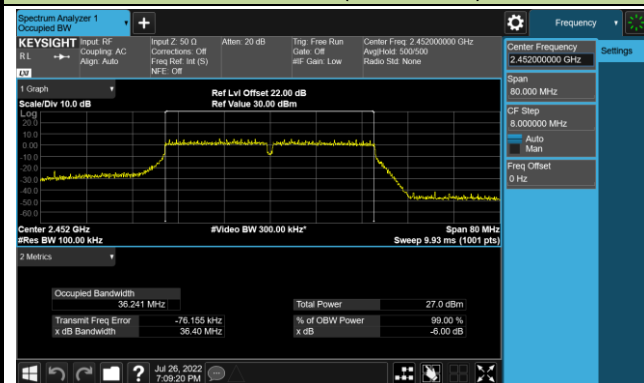 Spectrum Analyzer 1
Occupied BW
Frequency
KEYSIGHT
Input: RF
Coupling: AC
Align: Auto
Input Z: 50 Ω
Corrections: Off
Freq Ref: Int (S)
NFE: Off
Atten: 20 dB
Trig: Free Run
Gate: Off
#IF Gain: Low
Center Freq: 2.452000000 GHz
Avg|Hold: 500/500
Radio Std: None
RL
LXI
Center Frequency
2.452000000 GHz
Settings
Span
80.000 MHz
CF Step
8.000000 MHz
Auto
Man
Freq Offset
0 Hz
1 Graph
Scale/Div 10.0 dB
Ref Lvl Offset 22.00 dB
Ref Value 30.00 dBm
Log
20.0
10.0
0.00
-10.0
-20.0
-30.0
-40.0
-50.0
-60.0
Center 2.452 GHz
#Res BW 100.00 kHz
#Video BW 300.00 kHz*
Span 80 MHz
Sweep 9.93 ms (1001 pts)
2 Metrics
Occupied Bandwidth
36.241 MHz
Total Power 27.0 dBm
Transmit Freq Error -76.155 kHz
% of OBW Power 99.00 %
x dB Bandwidth 36.40 MHz
x dB -6.00 dB
Jul 26, 2022
7:09:20 PM